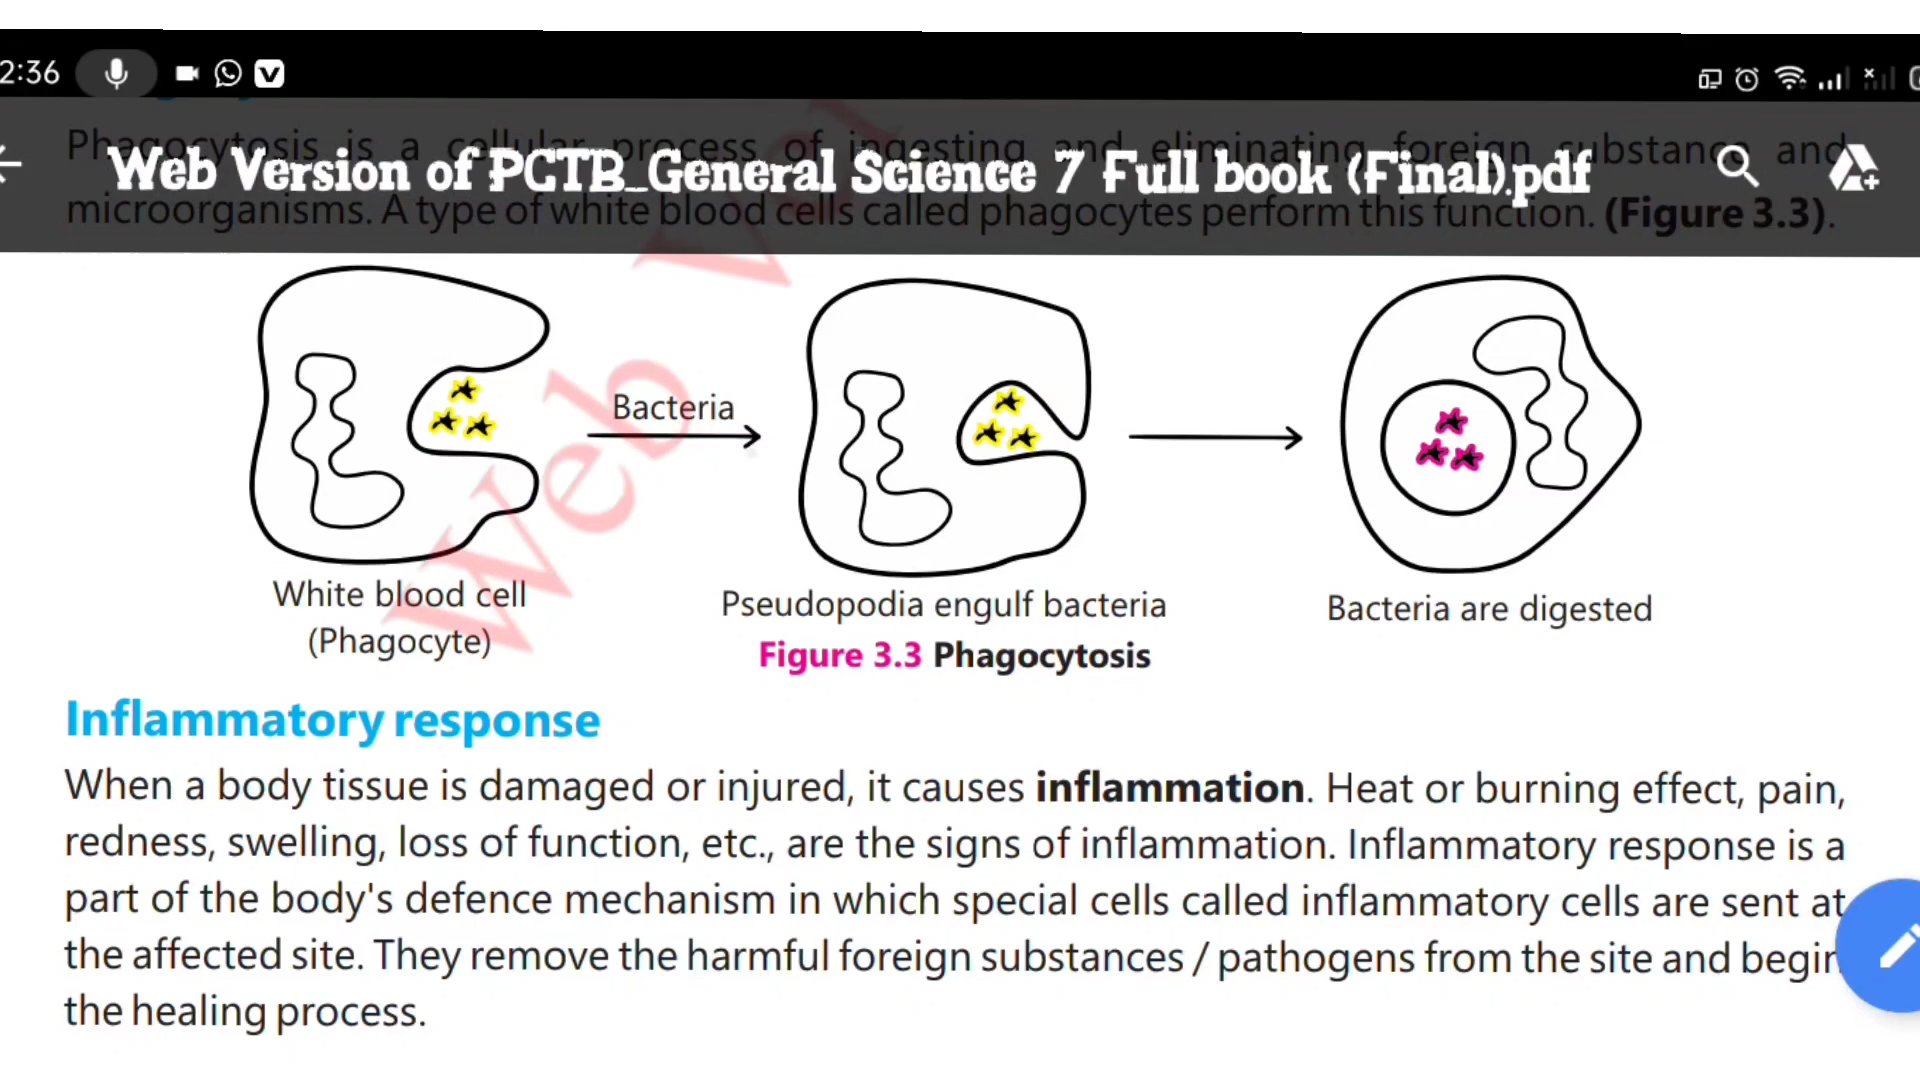 2:36
Web Version of PCTB_General Science 7 Full book (Final).pdf
Phagocytosis is a cellular process of ingesting and eliminating foreign substance and
microorganisms. A type of white blood cells called phagocytes perform this function. (Figure 3.3).
Bacteria
White blood cell
(Phagocyte)
Pseudopodia engulf bacteria
Bacteria are digested
Figure 3.3 Phagocytosis
Web Ver
Inflammatory response
When a body tissue is damaged or injured, it causes inflammation. Heat or burning effect, pain,
redness, swelling, loss of function, etc., are the signs of inflammation. Inflammatory response is a
part of the body's defence mechanism in which special cells called inflammatory cells are sent at
the affected site. They remove the harmful foreign substances / pathogens from the site and begin
the healing process.